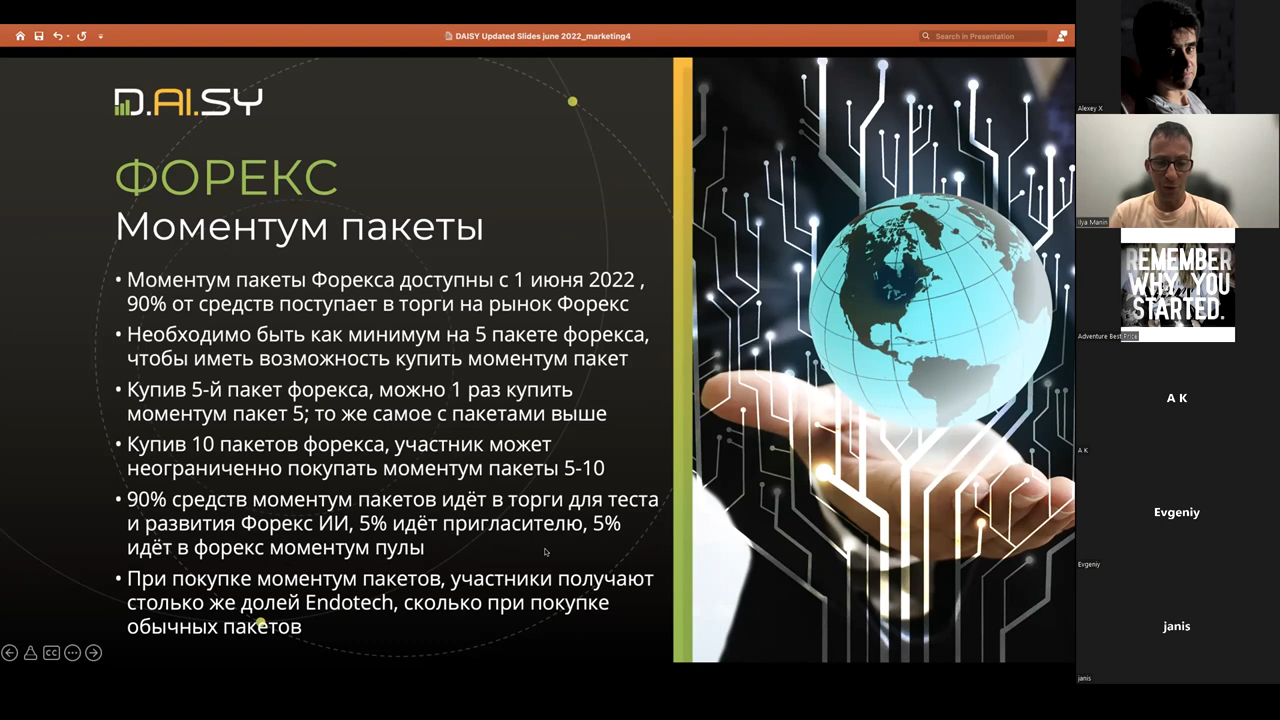 DAISY Updated Slides june 2022_marketing4
Search in Presentation
D.AI.SY
ФОРЕКС
Моментум пакеты
• Моментум пакеты Форекса доступны с 1 июня 2022 ,
90% от средств поступает в торги на рынок Форекс
• Необходимо быть как минимум на 5 пакете форекса,
чтобы иметь возможность купить моментум пакет
• Купив 5-й пакет форекса, можно 1 раз купить
моментум пакет 5; то же самое с пакетами выше
• Купив 10 пакетов форекса, участник может
неограниченно покупать моментум пакеты 5-10
• 90% средств моментум пакетов идёт в торги для теста
и развития Форекс ИИ, 5% идёт пригласителю, 5%
идёт в форекс моментум пулы
• При покупке моментум пакетов, участники получают
столько же долей Endotech, сколько при покупке
обычных пакетов
CC
Alexey X
Ilya Manin
REMEMBER
WHY YOU
STARTED.
Adventure Best Price
A K
A K
Evgeniy
Evgeniy
janis
janis